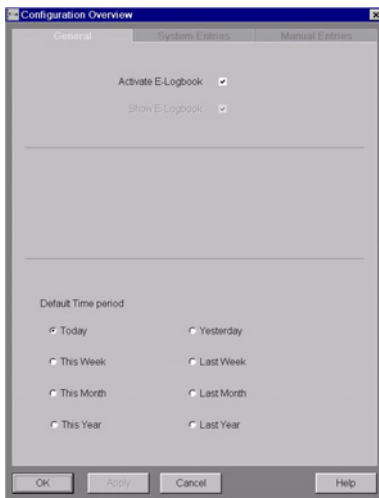 Configuration Overview
General System Entries Manual Entries
Activate E-Logbook
Show E-Logbook
Default Time period
Today Yesterday
This Week Last Week
This Month Last Month
This Year Last Year
OK Apply Cancel Help